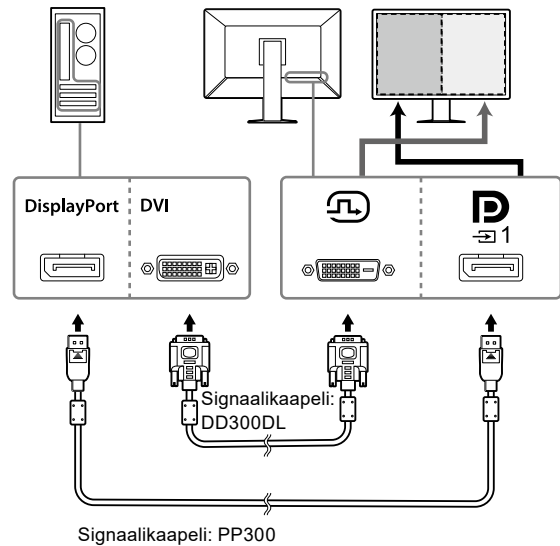 DisplayPort DVI
1
Signaalikaapeli:
DD300DL
Signaalikaapeli: PP300